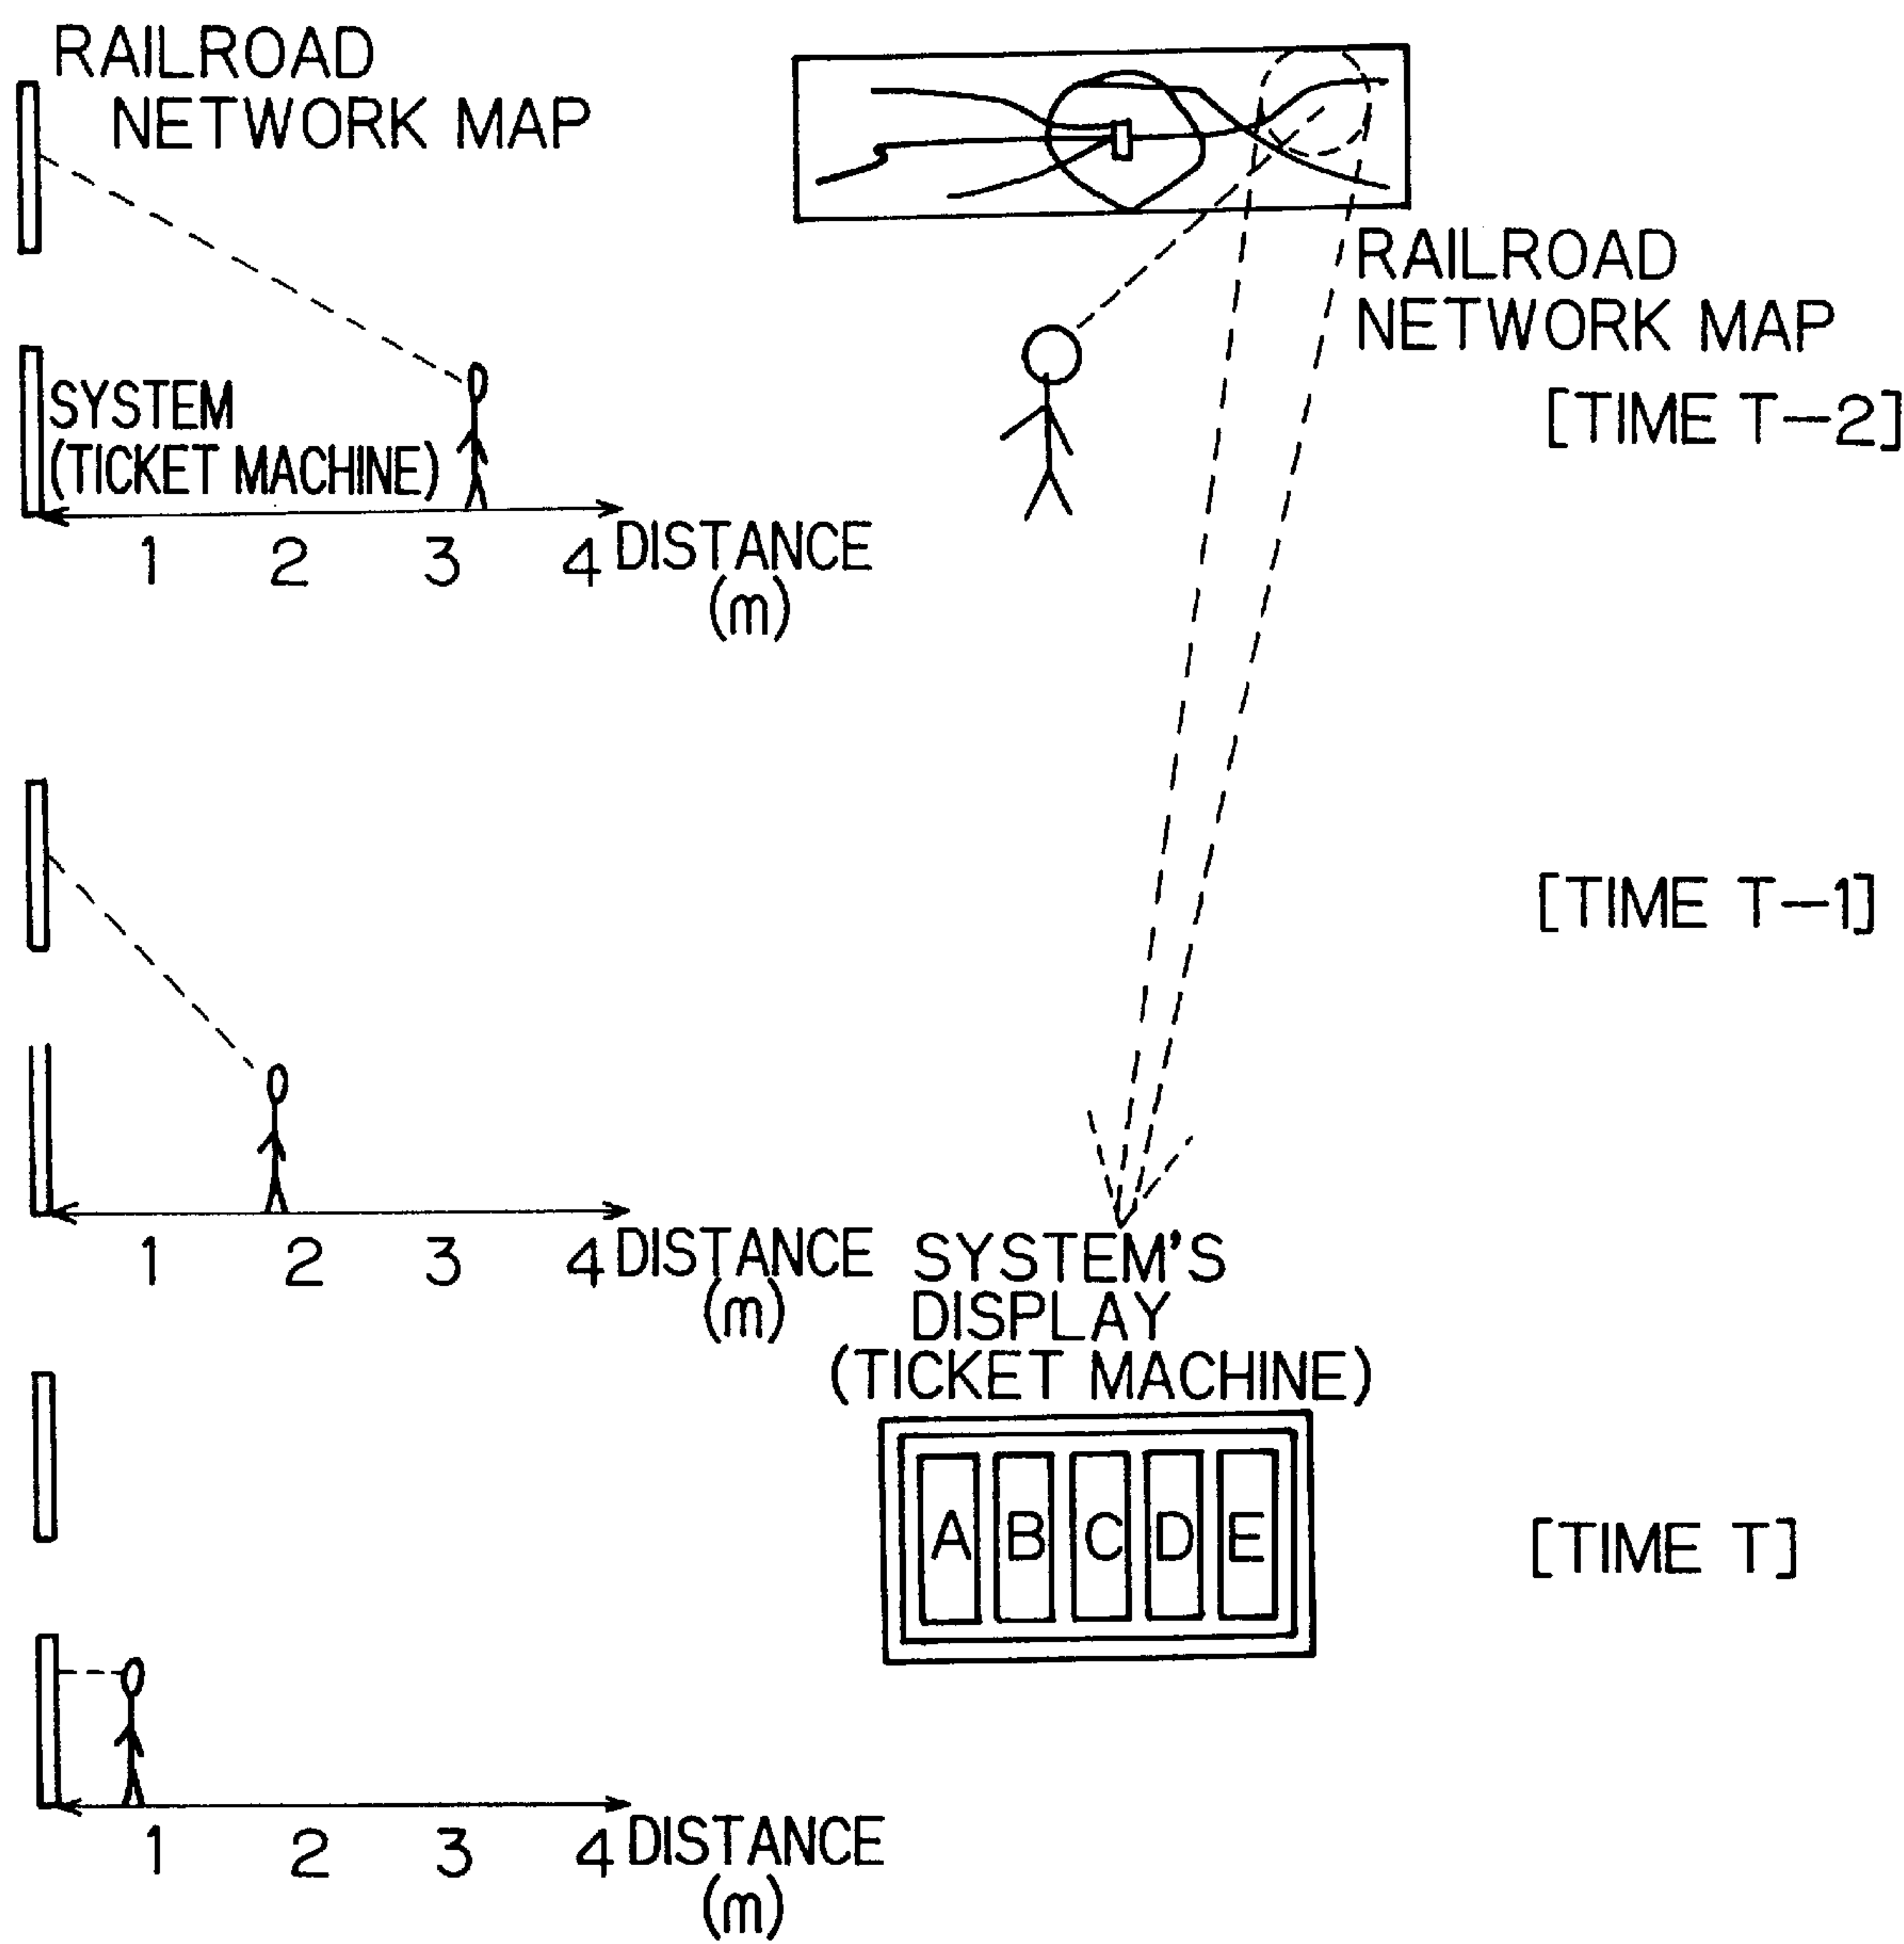 RAILROAD
NETWORK MAP
RAILROAD
NETWORK MAP
SYSTEM
(TICKET MACHINE)
[TIME T−2]
1 2 3 4 DISTANCE
(m)
[TIME T−1]
1 2 3 4 DISTANCE
(m)
SYSTEM'S
DISPLAY
(TICKET MACHINE)
A B C D E
[TIME T]
1 2 3 4 DISTANCE
(m)